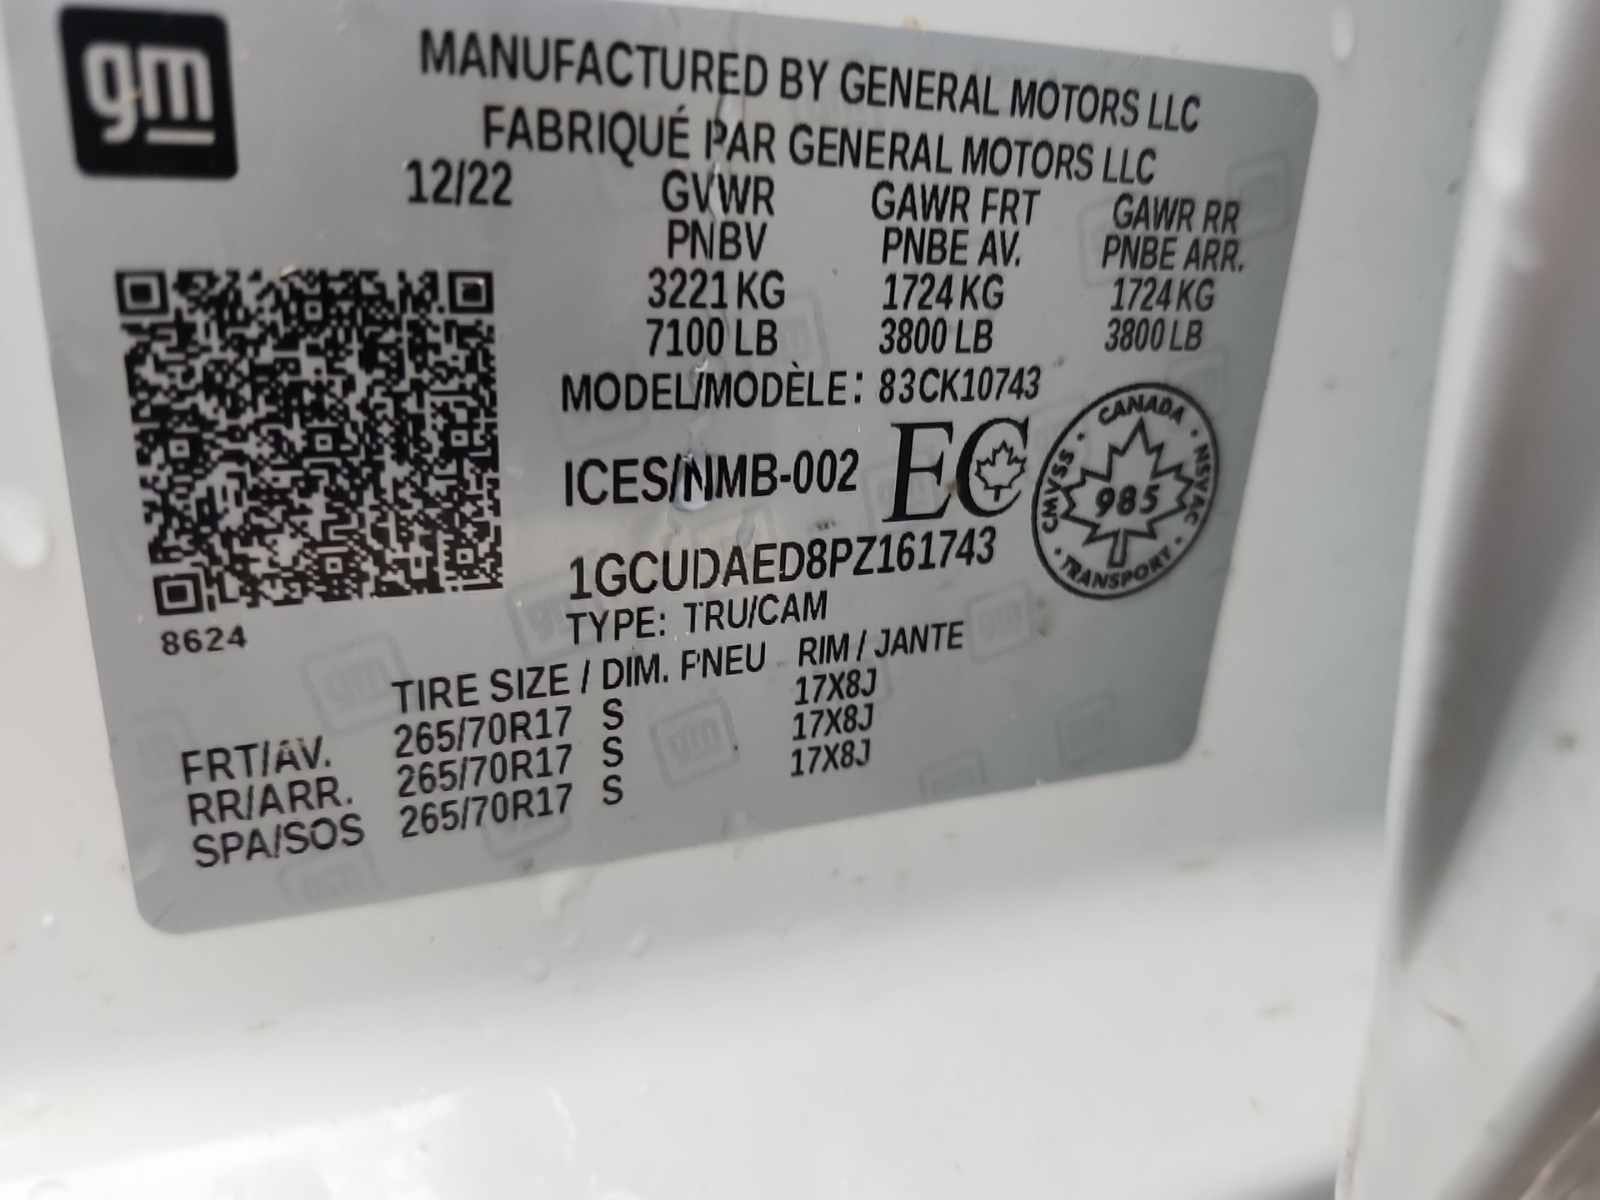 gm
MANUFACTURED BY GENERAL MOTORS LLC
FABRIQUÉ PAR GENERAL MOTORS LLC
12/22 GVWR GAWR FRT GAWR RR
PNBV PNBE AV. PNBE ARR.
3221 KG 1724 KG 1724 KG
7100 LB 3800 LB 3800 LB
MODEL/MODÈLE: 83CK10743
ICES/NMB-002 EC
CANADA · NSVAC · TRANSPORT · CMVSS ·
985
1GCUDAED8PZ161743
TYPE: TRU/CAM
8624
TIRE SIZE / DIM. PNEU RIM / JANTE
FRT/AV. 265/70R17 S 17X8J
RR/ARR. 265/70R17 S 17X8J
SPA/SOS 265/70R17 S 17X8J